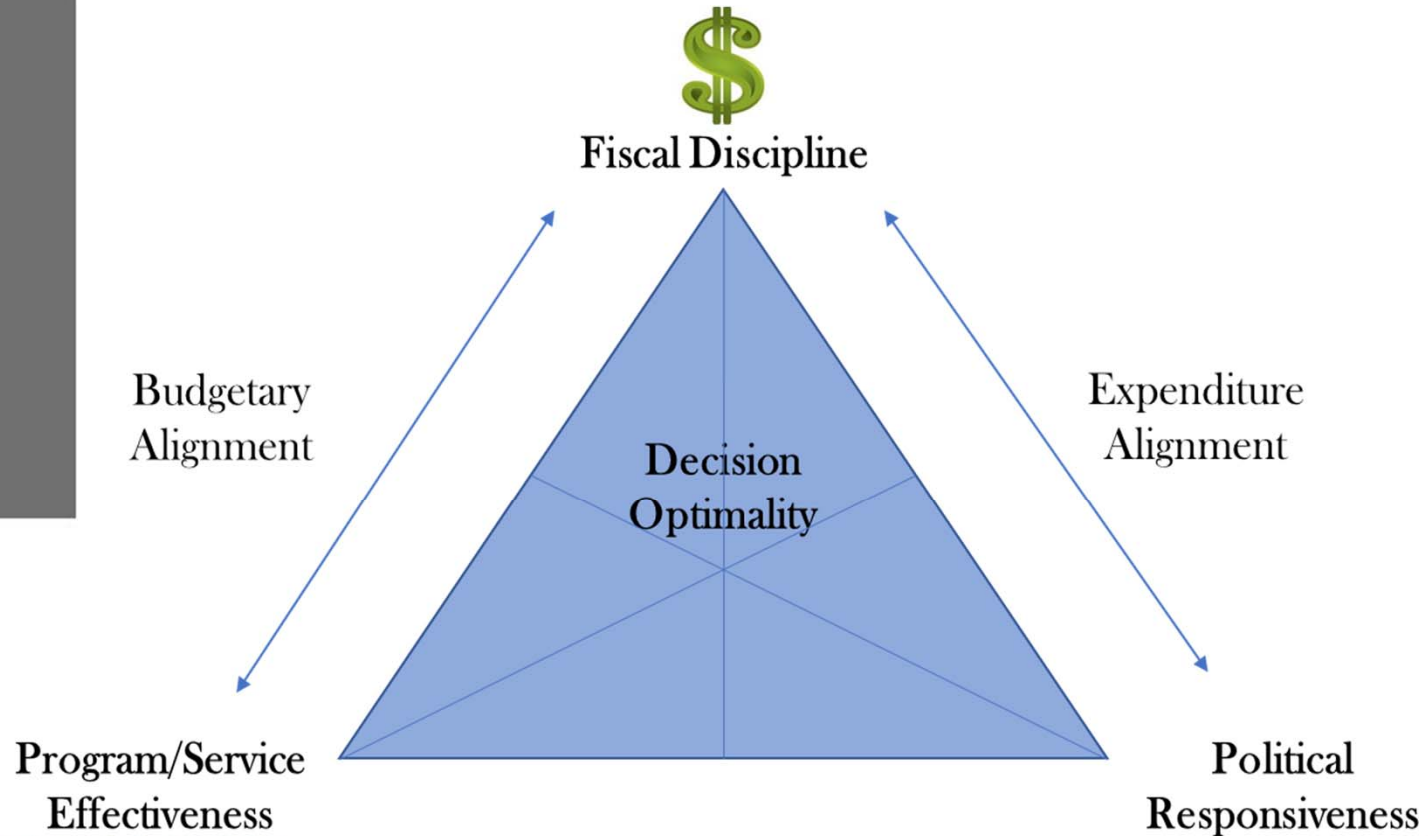 $
Fiscal Discipline
Budgetary
Alignment
Expenditure
Alignment
Decision
Optimality
Program/Service
Effectiveness
Political
Responsiveness